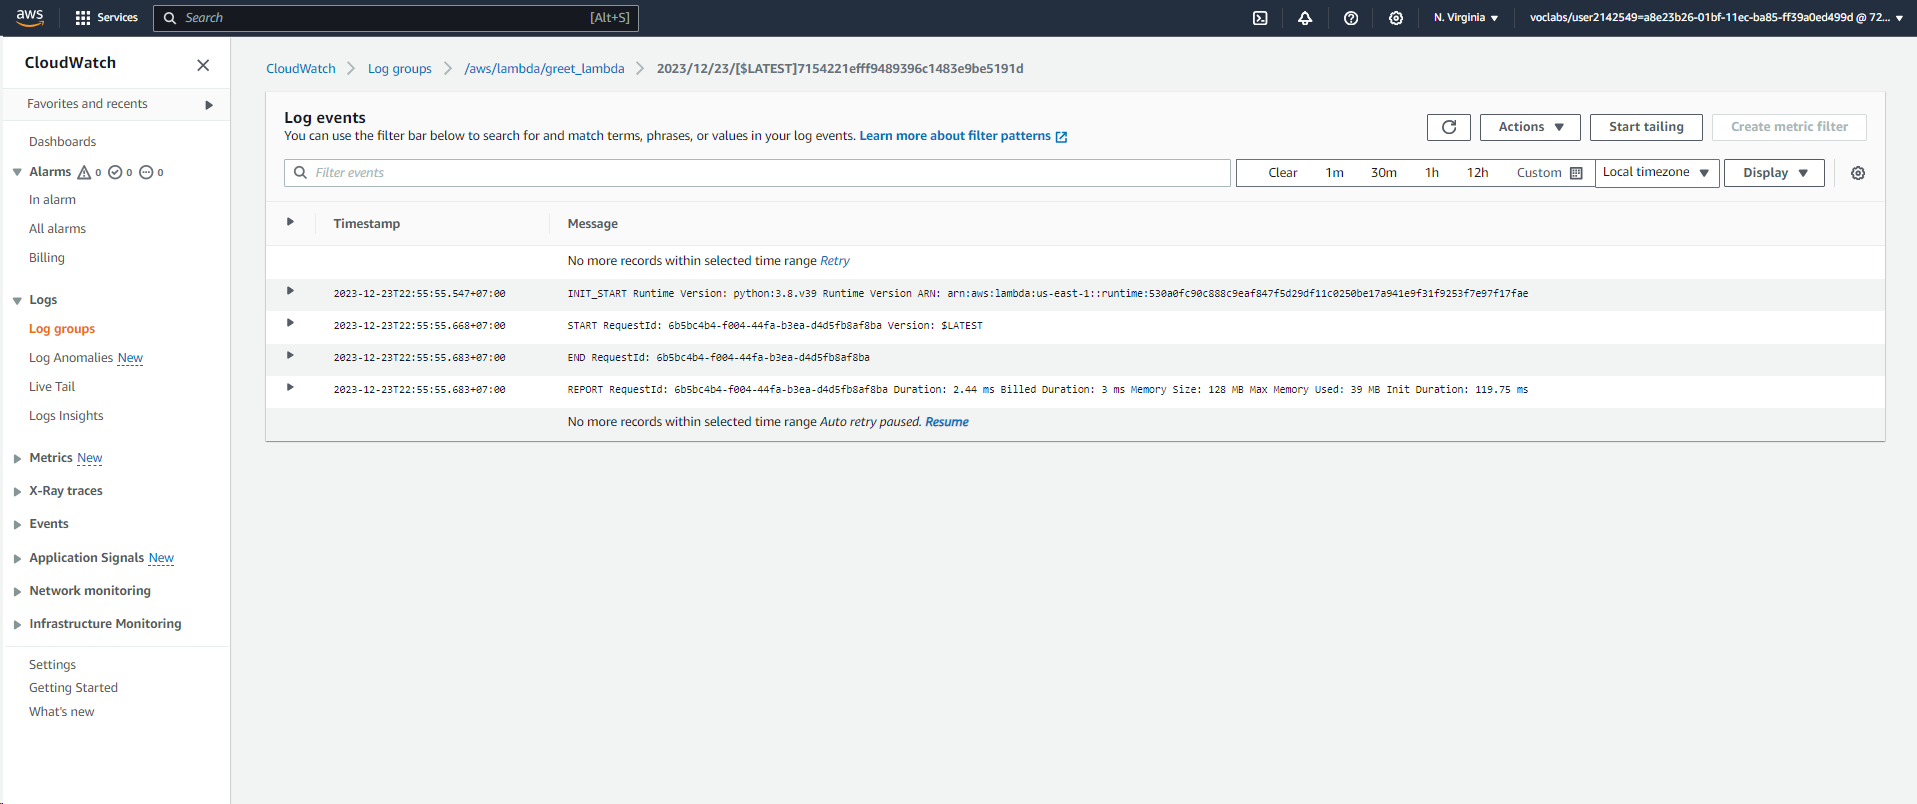 aws Services Search [Alt+S] N. Virginia voclabs/user2142549=a8e23b26-01bf-11ec-ba85-ff39a0ed499d @ 72...
CloudWatch
Favorites and recents
Dashboards
Alarms 0 0 0
In alarm
All alarms
Billing
Logs
Log groups
Log Anomalies New
Live Tail
Logs Insights
Metrics New
X-Ray traces
Events
Application Signals New
Network monitoring
Infrastructure Monitoring
Settings
Getting Started
What's new
CloudWatch Log groups /aws/lambda/greet_lambda 2023/12/23/[$LATEST]7154221efff9489396c1483e9be5191d
Log events
You can use the filter bar below to search for and match terms, phrases, or values in your log events. Learn more about filter patterns
Actions Start tailing Create metric filter
Filter events Clear 1m 30m 1h 12h Custom Local timezone Display
Timestamp Message
No more records within selected time range Retry
2023-12-23T22:55:55.547+07:00 INIT_START Runtime Version: python:3.8.v39 Runtime Version ARN: arn:aws:lambda:us-east-1::runtime:530a0fc90c888c9eaf847f5d29df11c0250be17a941e9f31f9253f7e97f17fae
2023-12-23T22:55:55.668+07:00 START RequestId: 6b5bc4b4-f004-44fa-b3ea-d4d5fb8af8ba Version: $LATEST
2023-12-23T22:55:55.683+07:00 END RequestId: 6b5bc4b4-f004-44fa-b3ea-d4d5fb8af8ba
2023-12-23T22:55:55.683+07:00 REPORT RequestId: 6b5bc4b4-f004-44fa-b3ea-d4d5fb8af8ba Duration: 2.44 ms Billed Duration: 3 ms Memory Size: 128 MB Max Memory Used: 39 MB Init Duration: 119.75 ms
No more records within selected time range Auto retry paused. Resume